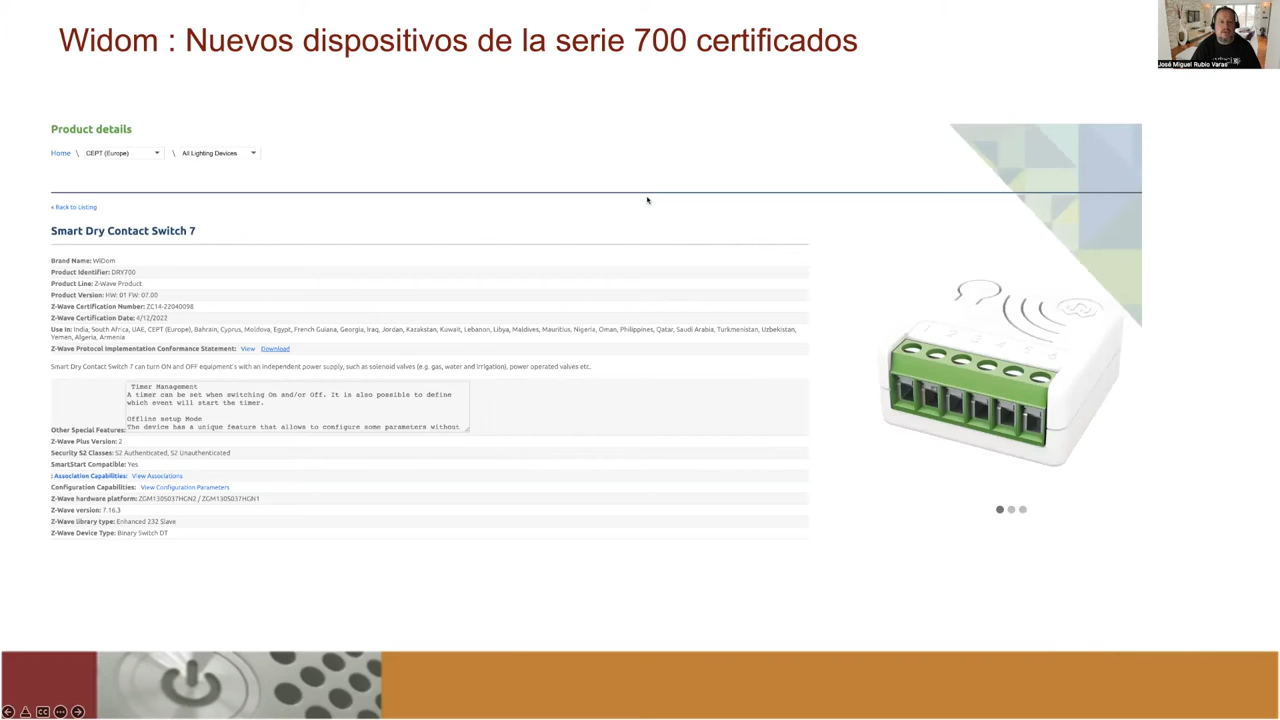 Widom : Nuevos dispositivos de la serie 700 certificados
José Miguel Rubio Varas
Product details
Home \ CEPT (Europe) \ All Lighting Devices
« Back to Listing
Smart Dry Contact Switch 7
Brand Name: WiDom
Product Identifier: DRY700
Product Line: Z-Wave Product
Product Version: HW: 01 FW: 07.00
Z-Wave Certification Number: ZC14-22040098
Z-Wave Certification Date: 4/12/2022
Use In: India, South Africa, UAE, CEPT (Europe), Bahrain, Cyprus, Moldova, Egypt, French Guiana, Georgia, Iraq, Jordan, Kazakstan, Kuwait, Lebanon, Libya, Maldives, Mauritius, Nigeria, Oman, Philippines, Qatar, Saudi Arabia, Turkmenistan, Uzbekistan,
Yemen, Algeria, Armenia
Z-Wave Protocol Implementation Conformance Statement: View Download
Smart Dry Contact Switch 7 can turn ON and OFF equipment's with an independent power supply, such as solenoid valves (e.g. gas, water and irrigation), power operated valves etc.
Timer Management
A timer can be set when switching On and/or Off. It is also possible to define
which event will start the timer.
Offline setup Mode
The device has a unique feature that allows to configure some parameters without
Other Special Features:
Z-Wave Plus Version: 2
Security S2 Classes: S2 Authenticated, S2 Unauthenticated
SmartStart Compatible: Yes
: Association Capabilities: View Associations
Configuration Capabilities: View Configuration Parameters
Z-Wave hardware platform: ZGM130S037HGN2 / ZGM130S037HGN1
Z-Wave version: 7.16.3
Z-Wave library type: Enhanced 232 Slave
Z-Wave Device Type: Binary Switch DT
1 2 3 4 5 6
CC